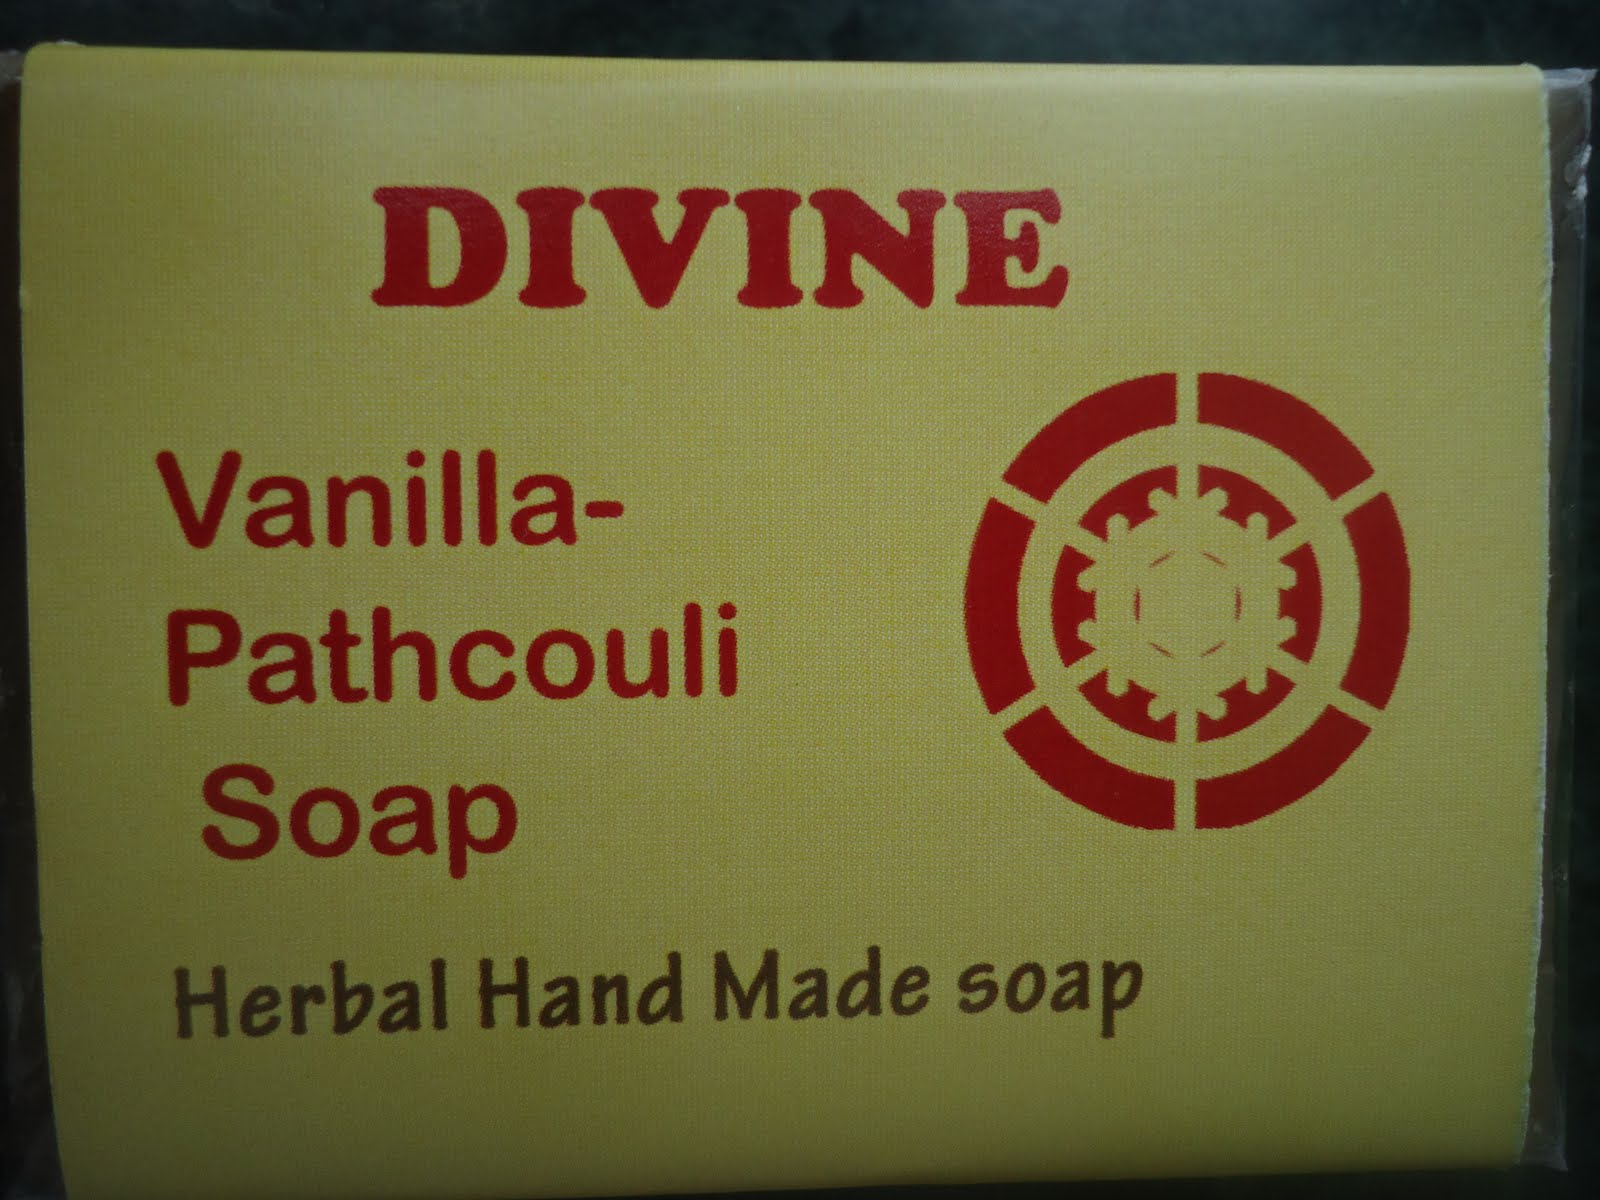 DIVINE
Vanilla-
Pathcouli
Soap
Herbal Hand Made soap